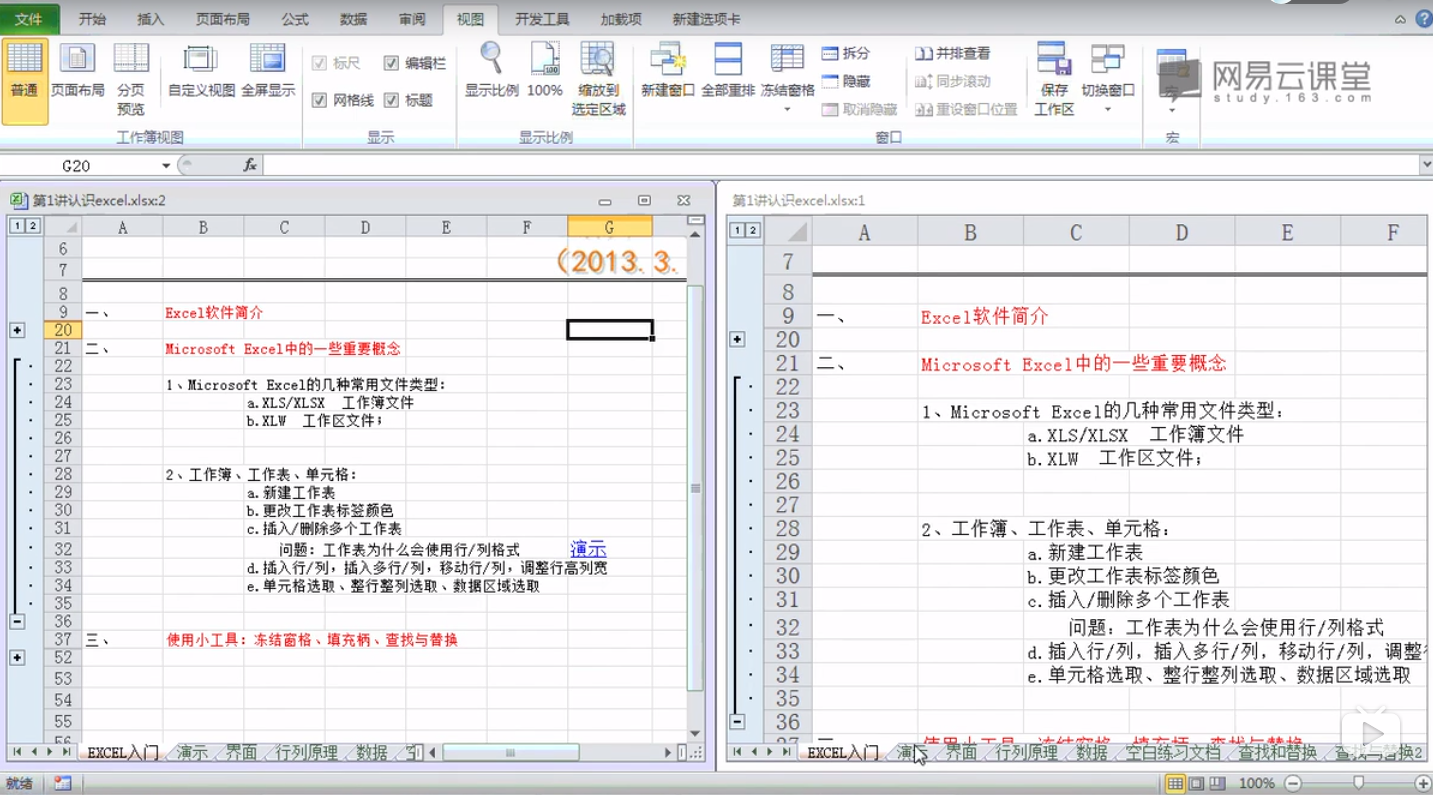 文件 开始 插入 页面布局 公式 数据 审阅 视图 开发工具 加载项 新建选项卡
普通 页面布局 分页预览 自定义视图 全屏显示
工作簿视图
标尺 编辑栏
网格线 标题
显示
显示比例 100% 缩放到选定区域
显示比例
新建窗口 全部重排 冻结窗格
拆分
隐藏
取消隐藏
并排查看
同步滚动
重设窗口位置
保存工作区 切换窗口
窗口
宏
宏
网易云课堂
study.163.com
G20 fx
第1讲认识excel.xlsx:2
1 2 A B C D E F G
6
7 (2013.3.
8
9 一、 Excel软件简介
20
21 二、 Microsoft Excel中的一些重要概念
22
23 1、Microsoft Excel的几种常用文件类型:
24 a.XLS/XLSX 工作簿文件
25 b.XLW 工作区文件;
26
27
28 2、工作簿、工作表、单元格:
29 a.新建工作表
30 b.更改工作表标签颜色
31 c.插入/删除多个工作表
32 问题: 工作表为什么会使用行/列格式 演示
33 d.插入行/列, 插入多行/列, 移动行/列, 调整行高列宽
34 e.单元格选取、整行整列选取、数据区域选取
35
36
37 三、 使用小工具: 冻结窗格、填充柄、查找与替换
52
53
54
55
56
EXCEL入门 演示 界面 行列原理 数据
第1讲认识excel.xlsx:1
1 2 A B C D E F
7
8
9 一、 Excel软件简介
20
21 二、 Microsoft Excel中的一些重要概念
22
23 1、Microsoft Excel的几种常用文件类型:
24 a.XLS/XLSX 工作簿文件
25 b.XLW 工作区文件;
26
27
28 2、工作簿、工作表、单元格:
29 a.新建工作表
30 b.更改工作表标签颜色
31 c.插入/删除多个工作表
32 问题: 工作表为什么会使用行/列格式
33 d.插入行/列, 插入多行/列, 移动行/列, 调整
34 e.单元格选取、整行整列选取、数据区域选取
35
36
37 三、 使用小工具: 冻结窗格、填充柄、查找与替换
EXCEL入门 演示 界面 行列原理 数据 空白练习文档 查找和替换 查找与替换2
就绪 100%